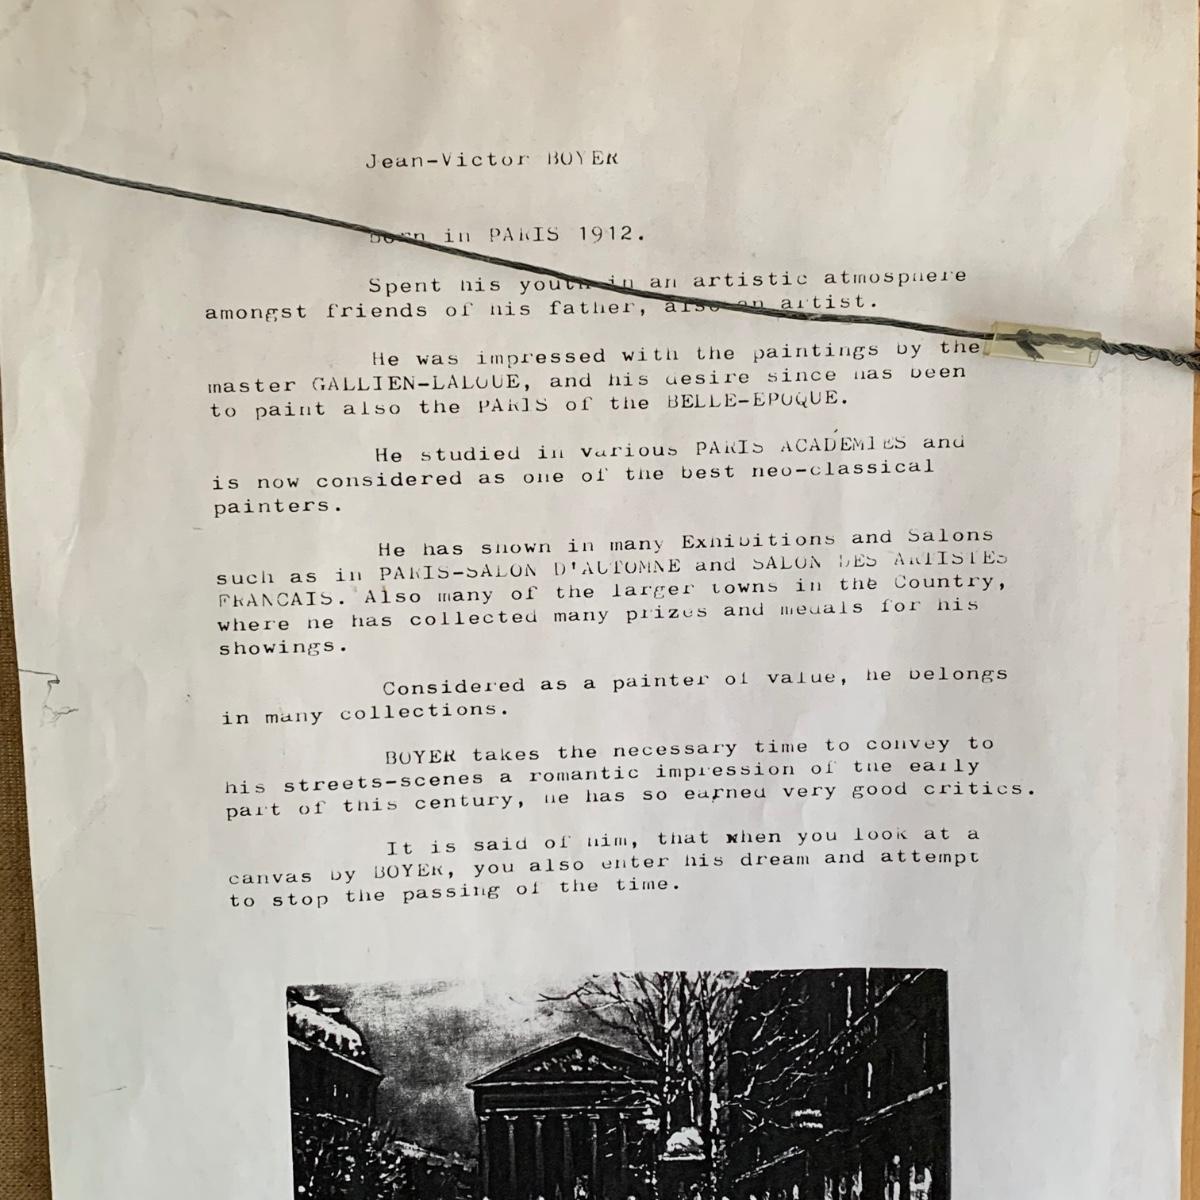 Jean-Victor BOYER
Born in PARIS 1912.
Spent his youth in an artistic atmosphere
amongst friends of his father, also an artist.
He was impressed with the paintings by the
master GALLIEN-LALOUE, and his desire since has been
to paint also the PARIS of the BELLE-EPOQUE.
He studied in various PARIS ACADÉMIES and
is now considered as one of the best neo-classical
painters.
He has shown in many Exhibitions and Salons
such as in PARIS-SALON D'AUTOMNE and SALON DES ARTISTES
FRANCAIS. Also many of the larger towns in the Country,
where he has collected many prizes and medals for his
showings.
Considered as a painter of value, he belongs
in many collections.
BOYER takes the necessary time to convey to
his streets-scenes a romantic impression of the early
part of this century, he has so earned very good critics.
It is said of him, that when you look at a
canvas by BOYER, you also enter his dream and attempt
to stop the passing of the time.